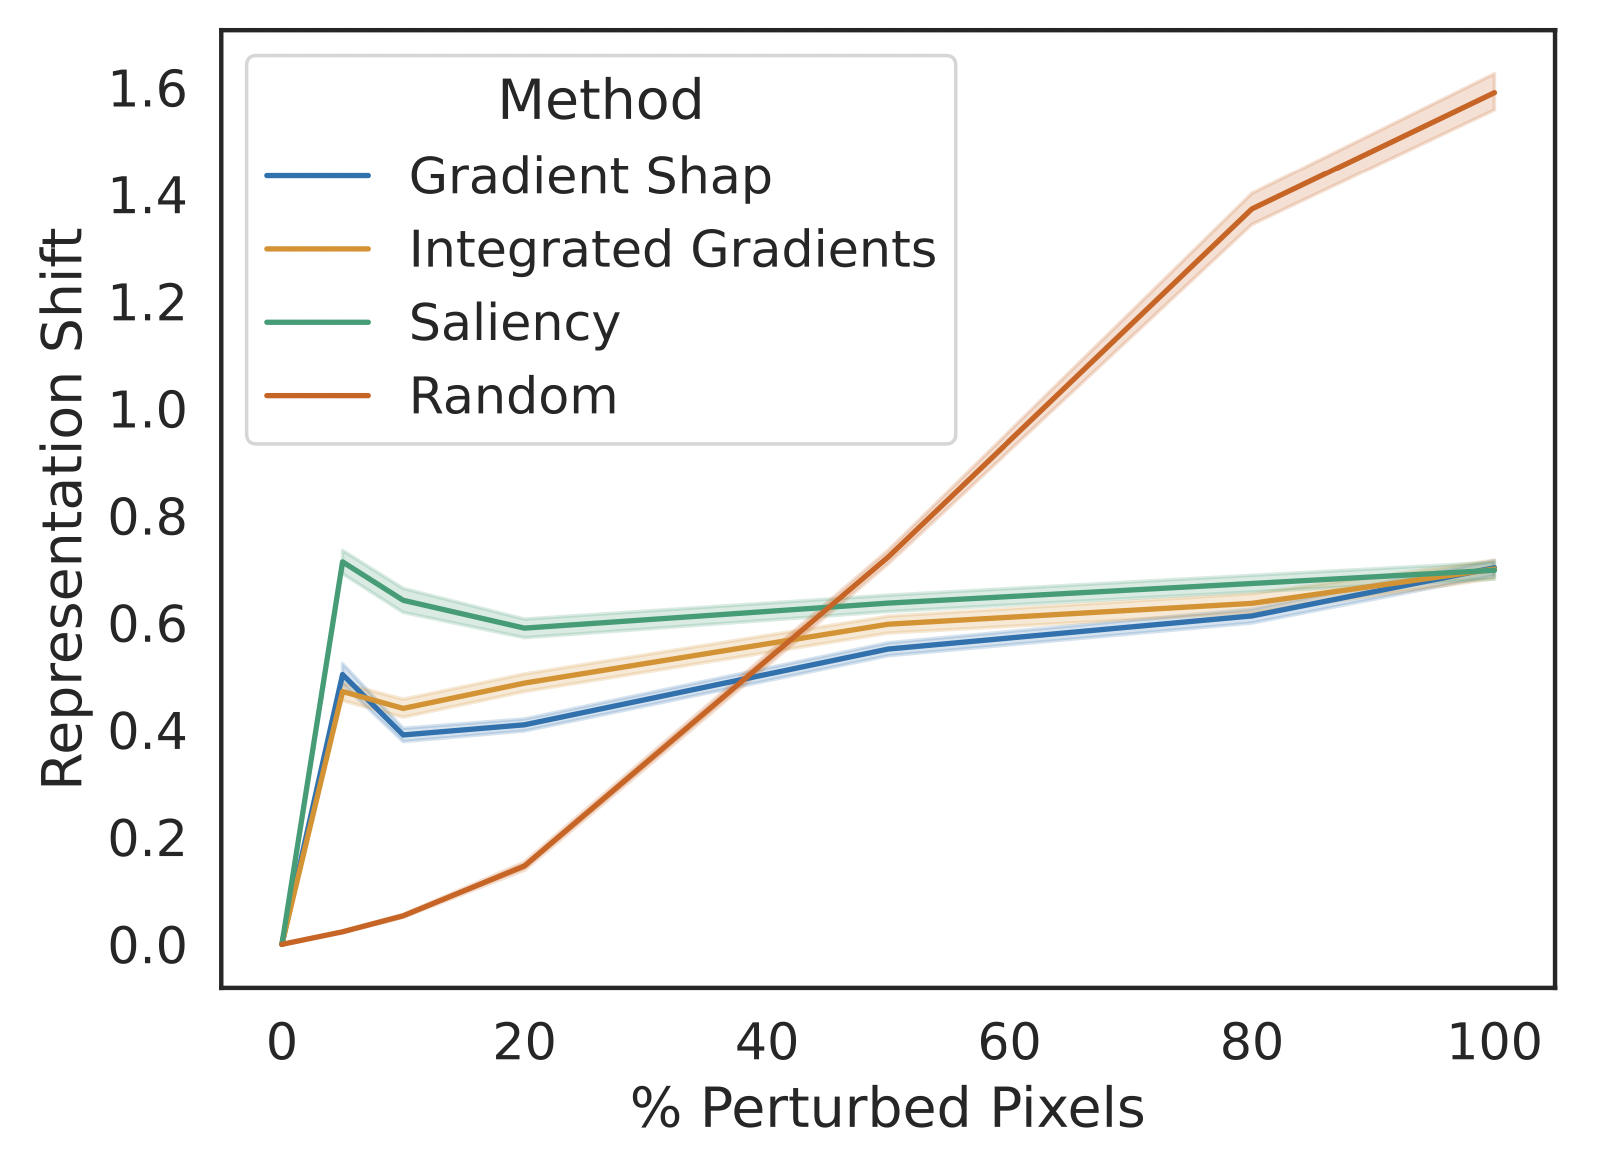 Method
Gradient Shap
Integrated Gradients
Saliency
Random
Representation Shift
1.6
1.4
1.2
1.0
0.8
0.6
0.4
0.2
0.0
0 20 40 60 80 100
% Perturbed Pixels